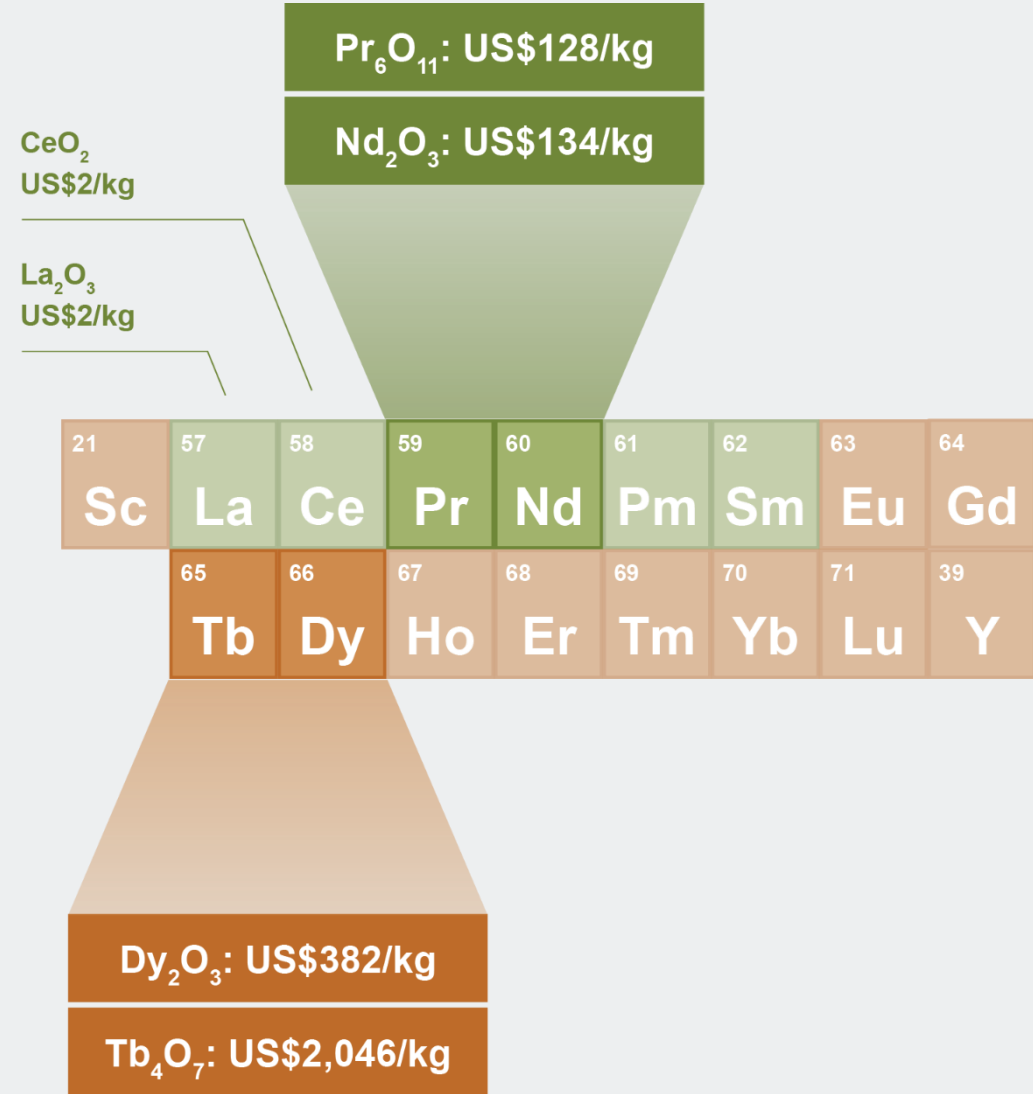 Pr₆O₁₁: US$128/kg
Nd₂O₃: US$134/kg
CeO₂
US$2/kg
La₂O₃
US$2/kg
21 57 58 59 60 61 62 63 64
Sc La Ce Pr Nd Pm Sm Eu Gd
65 66 67 68 69 70 71 39
Tb Dy Ho Er Tm Yb Lu Y
Dy₂O₃: US$382/kg
Tb₄O₇: US$2,046/kg